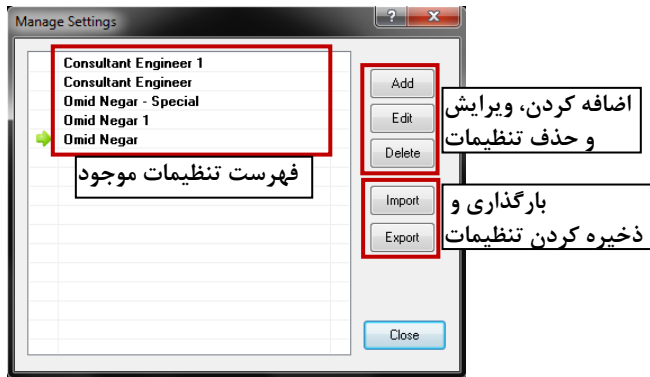 Manage Settings
?
Consultant Engineer 1
Consultant Engineer
Omid Negar - Special
Omid Negar 1
Omid Negar
فهرست تنظیمات موجود
Add
Edit
Delete
اضافه کردن، ویرایش
و حذف تنظیمات
Import
Export
بارگذاری و
ذخیره کردن تنظیمات
Close